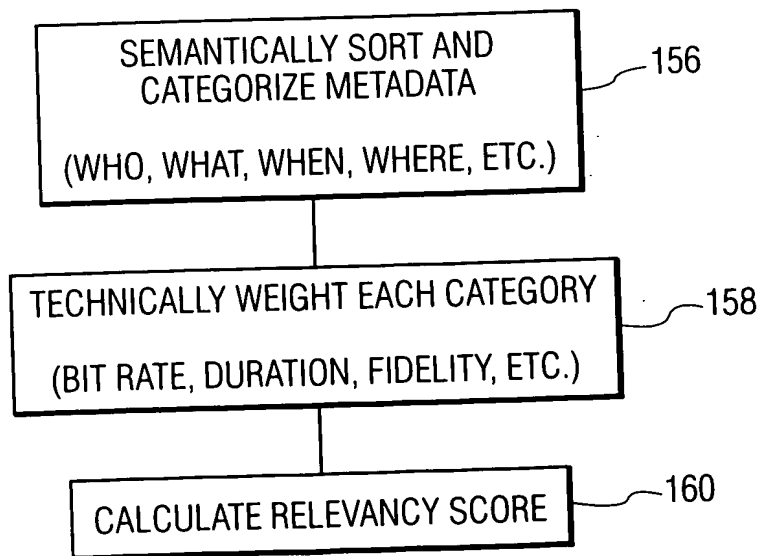 SEMANTICALLY SORT AND
CATEGORIZE METADATA
(WHO, WHAT, WHEN, WHERE, ETC.)
156
TECHNICALLY WEIGHT EACH CATEGORY
(BIT RATE, DURATION, FIDELITY, ETC.)
158
CALCULATE RELEVANCY SCORE
160